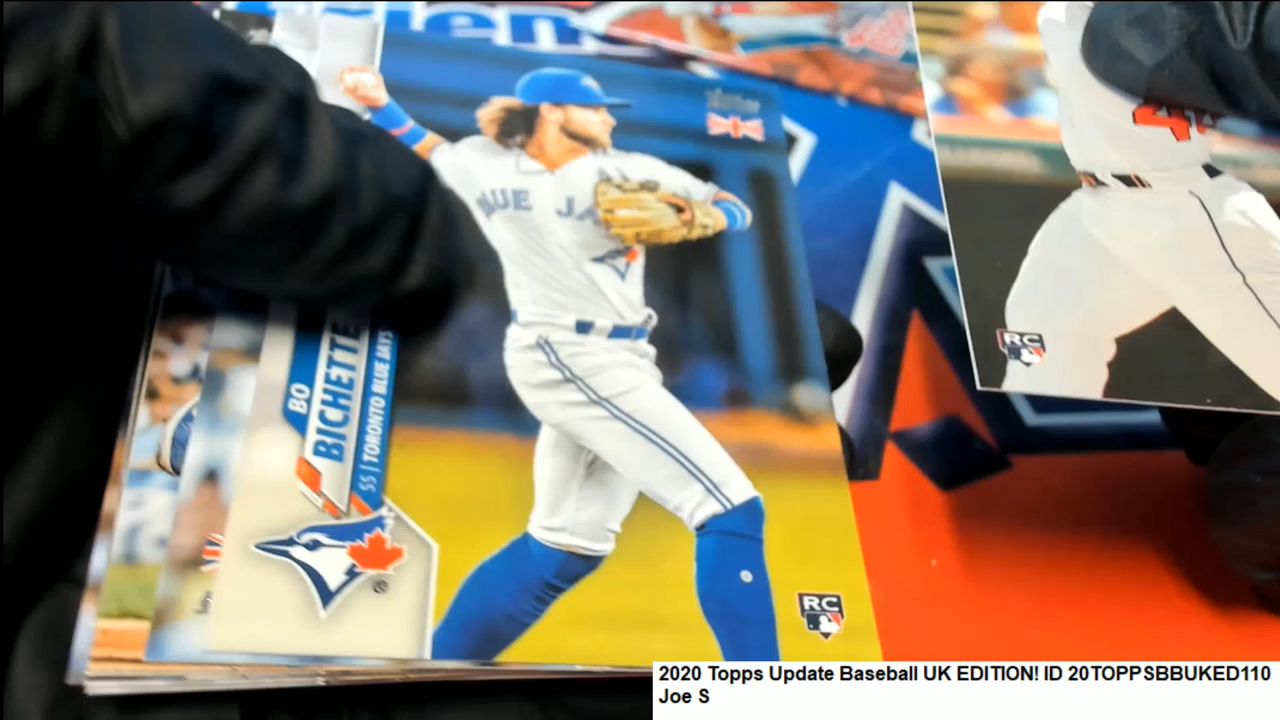 BLUE JA
44
RC
BO
BICHETTE
SS | TORONTO BLUE JAYS
®
RC
2020 Topps Update Baseball UK EDITION! ID 20TOPPSBBUKED110
Joe S